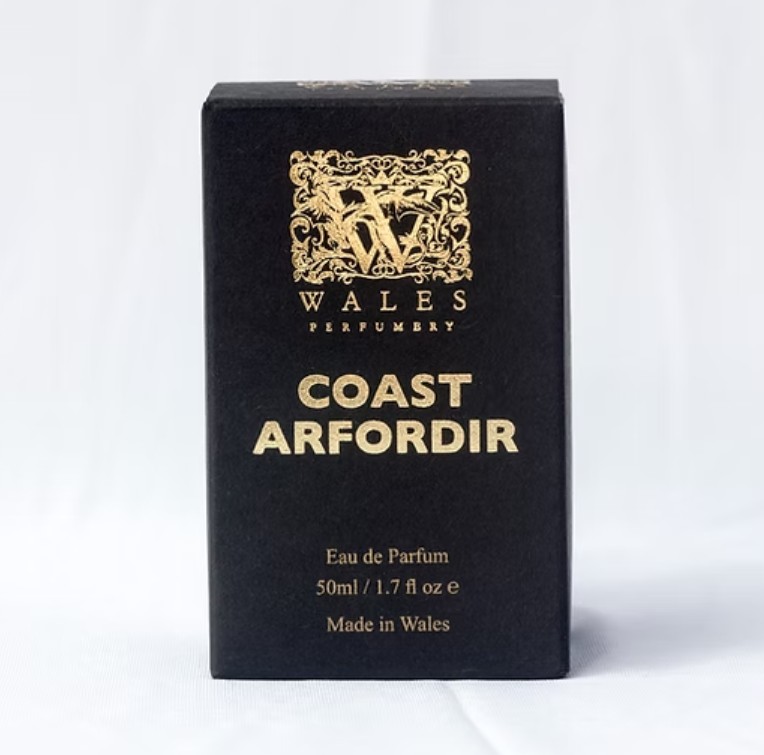 WALES
PERFUMERY
COAST
ARFORDIR
Eau de Parfum
50ml / 1.7 fl oz ℮
Made in Wales